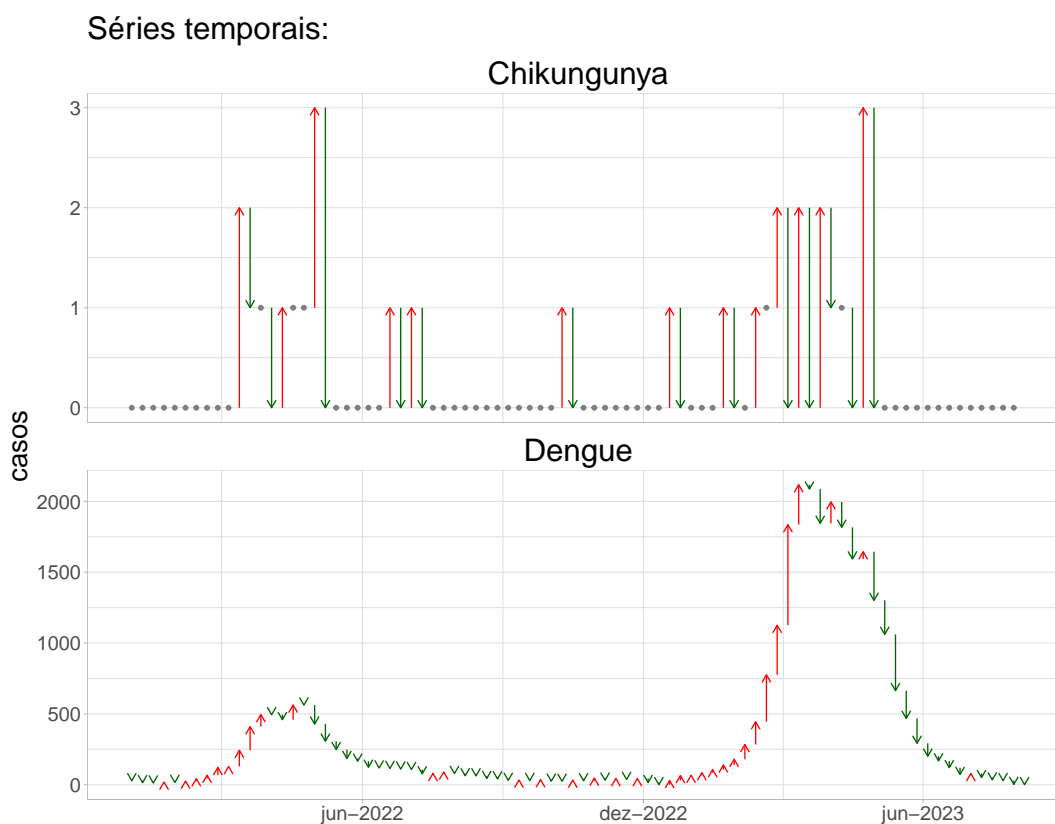 Séries temporais:
Chikungunya
3
2
1
0
casos
Dengue
2000
1500
1000
500
0
jun−2022
dez−2022
jun−2023